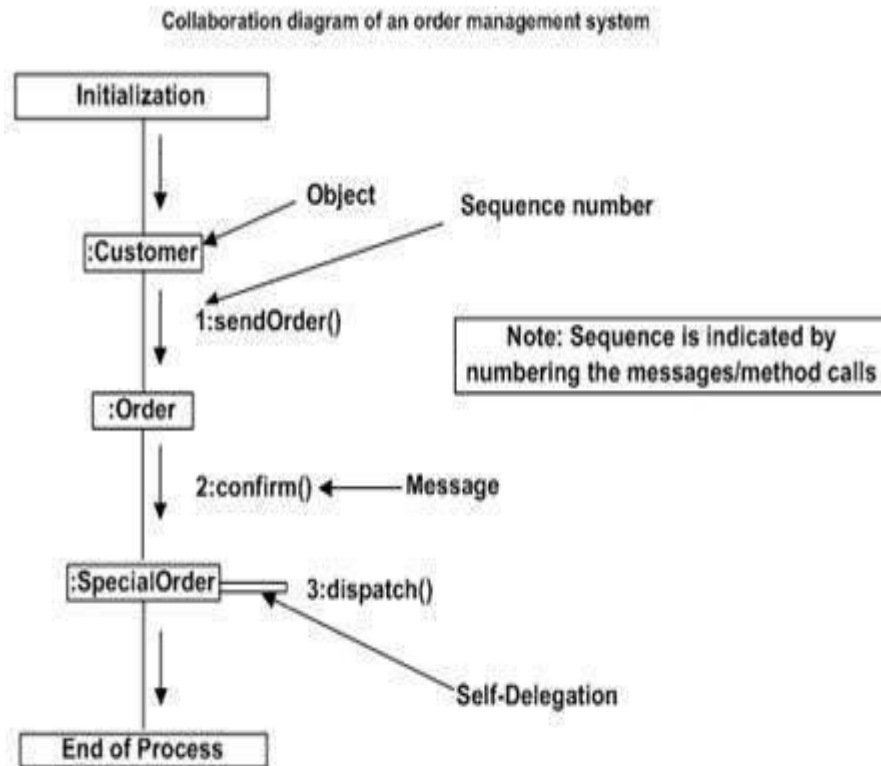 Collaboration diagram of an order management system
Initialization
Object
Sequence number
:Customer
1:sendOrder()
Note: Sequence is indicated by
numbering the messages/method calls
:Order
2:confirm()
Message
:SpecialOrder
3:dispatch()
Self-Delegation
End of Process